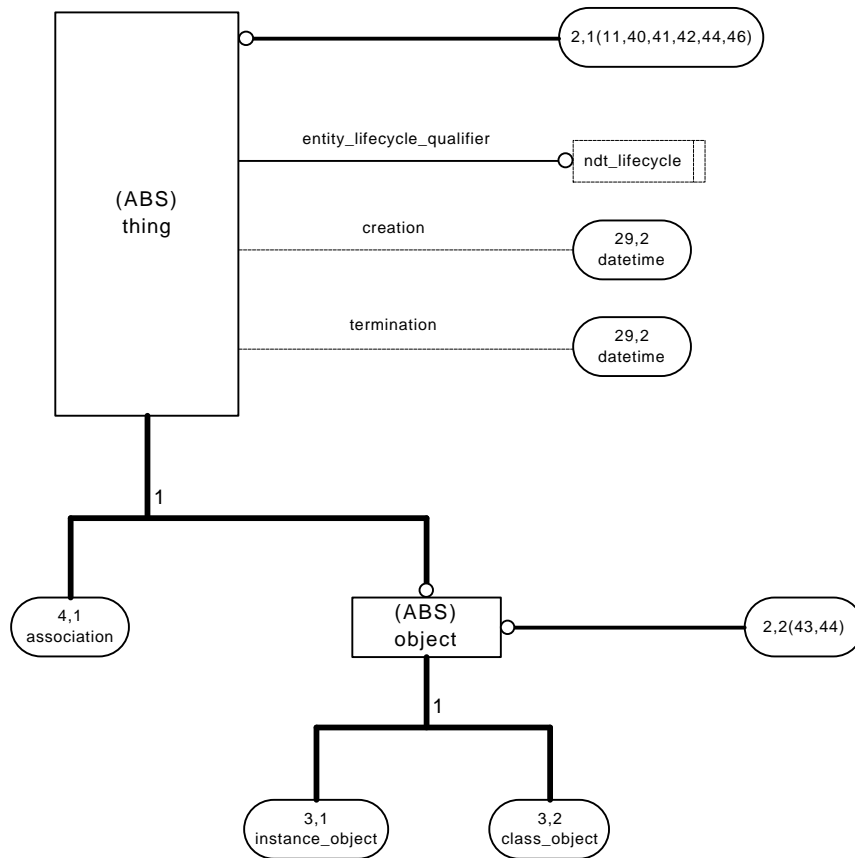 2,1(11,40,41,42,44,46)
entity_lifecycle_qualifier
ndt_lifecycle
(ABS)
thing
creation
29,2
datetime
termination
29,2
datetime
1
4,1
association
(ABS)
object
2,2(43,44)
1
3,1
instance_object
3,2
class_object